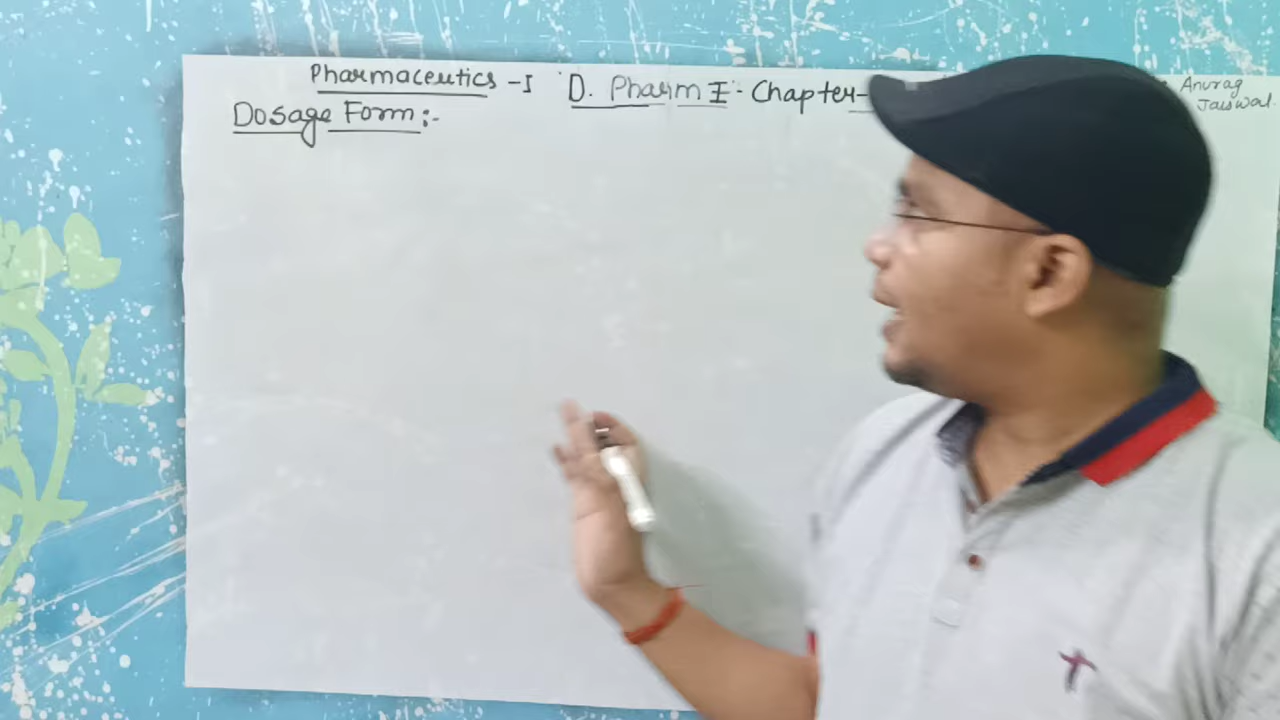 Pharmaceutics -I "D. Pharm I" - Chapter-
Anurag
Jaiswal
Dosage Form:-